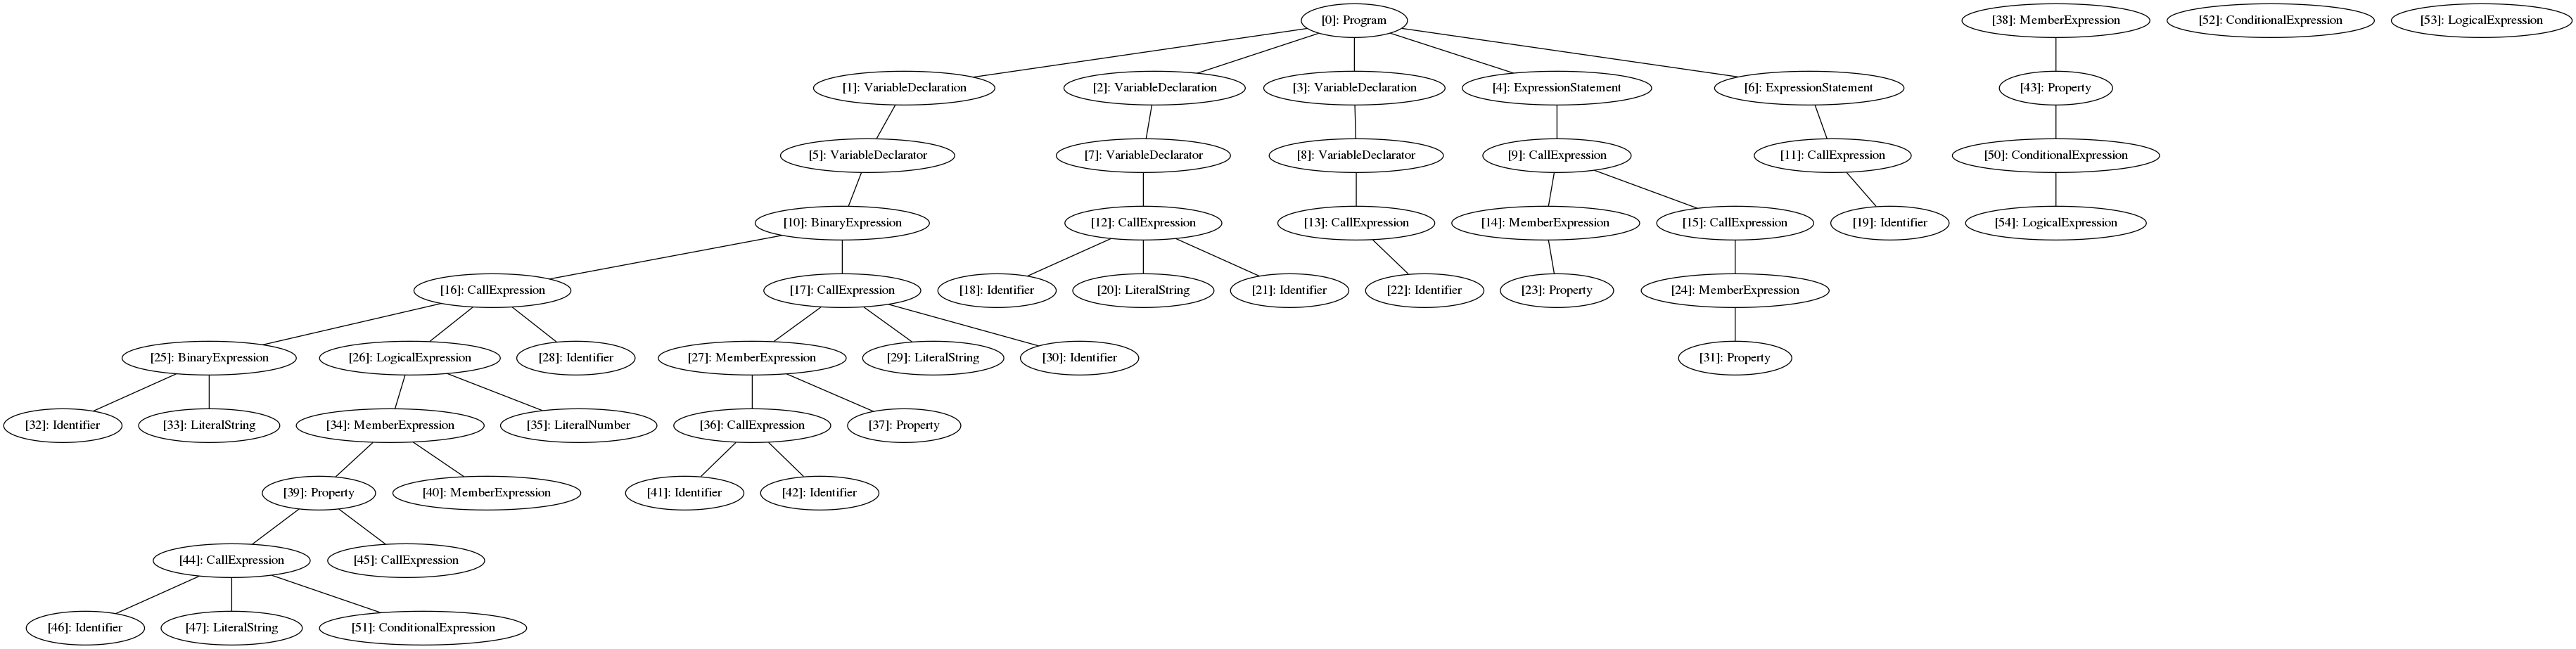 [0]: Program
[38]: MemberExpression
[52]: ConditionalExpression
[53]: LogicalExpression
[1]: VariableDeclaration
[2]: VariableDeclaration
[3]: VariableDeclaration
[4]: ExpressionStatement
[6]: ExpressionStatement
[43]: Property
[5]: VariableDeclarator
[7]: VariableDeclarator
[8]: VariableDeclarator
[9]: CallExpression
[11]: CallExpression
[50]: ConditionalExpression
[10]: BinaryExpression
[12]: CallExpression
[13]: CallExpression
[14]: MemberExpression
[15]: CallExpression
[19]: Identifier
[54]: LogicalExpression
[16]: CallExpression
[17]: CallExpression
[18]: Identifier
[20]: LiteralString
[21]: Identifier
[22]: Identifier
[23]: Property
[24]: MemberExpression
[25]: BinaryExpression
[26]: LogicalExpression
[28]: Identifier
[27]: MemberExpression
[29]: LiteralString
[30]: Identifier
[31]: Property
[32]: Identifier
[33]: LiteralString
[34]: MemberExpression
[35]: LiteralNumber
[36]: CallExpression
[37]: Property
[39]: Property
[40]: MemberExpression
[41]: Identifier
[42]: Identifier
[44]: CallExpression
[45]: CallExpression
[46]: Identifier
[47]: LiteralString
[51]: ConditionalExpression